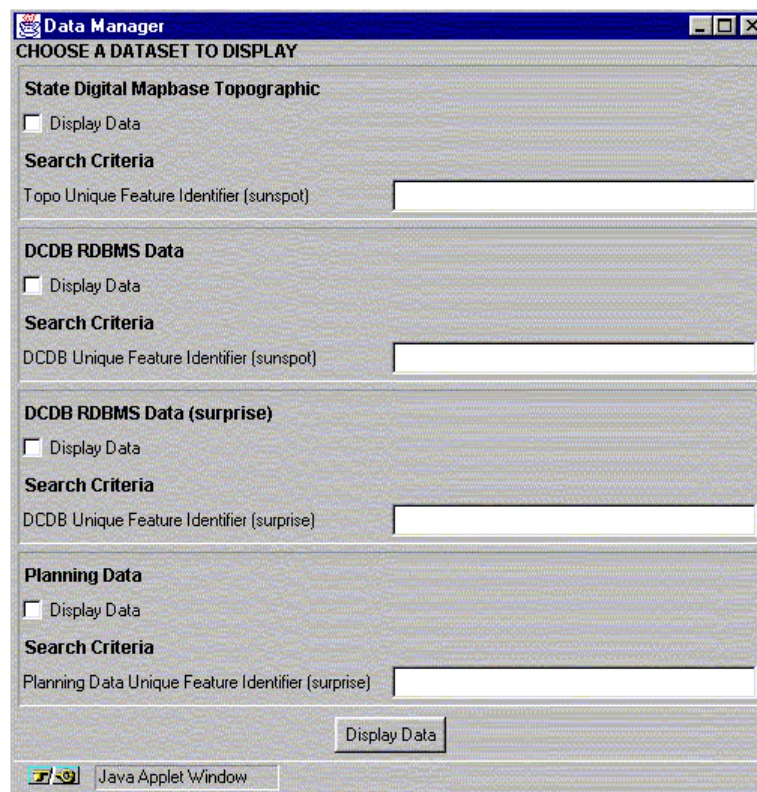 Data Manager
CHOOSE A DATASET TO DISPLAY
State Digital Mapbase Topographic
Display Data
Search Criteria
Topo Unique Feature Identifier (sunspot)
DCDB RDBMS Data
Display Data
Search Criteria
DCDB Unique Feature Identifier (sunspot)
DCDB RDBMS Data (surprise)
Display Data
Search Criteria
DCDB Unique Feature Identifier (surprise)
Planning Data
Display Data
Search Criteria
Planning Data Unique Feature Identifier (surprise)
Display Data
Java Applet Window